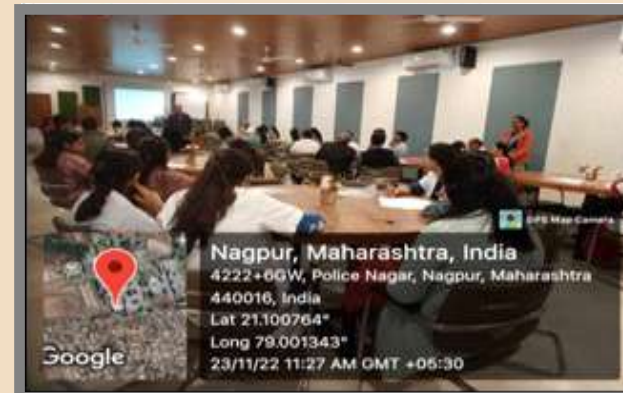 GPS Map Camera
Nagpur, Maharashtra, India
4222+6GW, Police Nagar, Nagpur, Maharashtra
440016, India
Lat 21.100764°
Long 79.001343°
23/11/22 11:27 AM GMT +05:30
Google